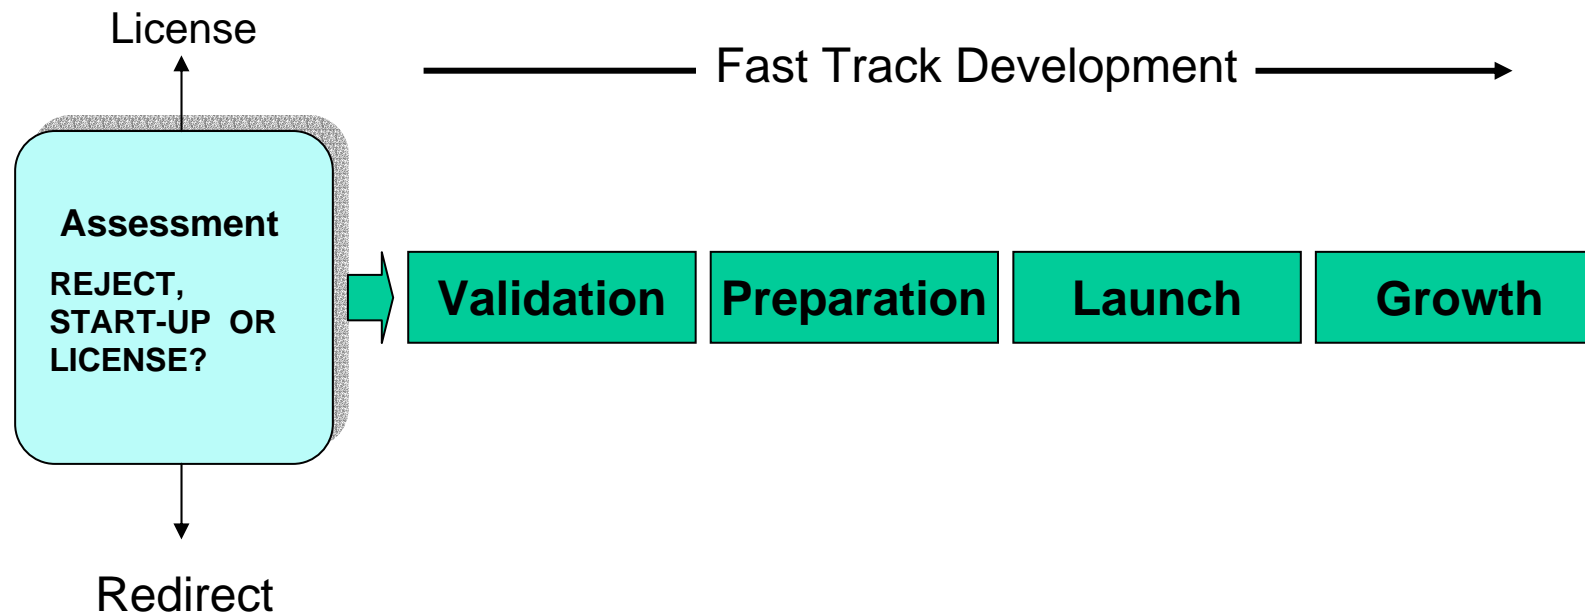 License
Fast Track Development
Assessment
REJECT,
START-UP OR
LICENSE?
Validation
Preparation
Launch
Growth
Redirect